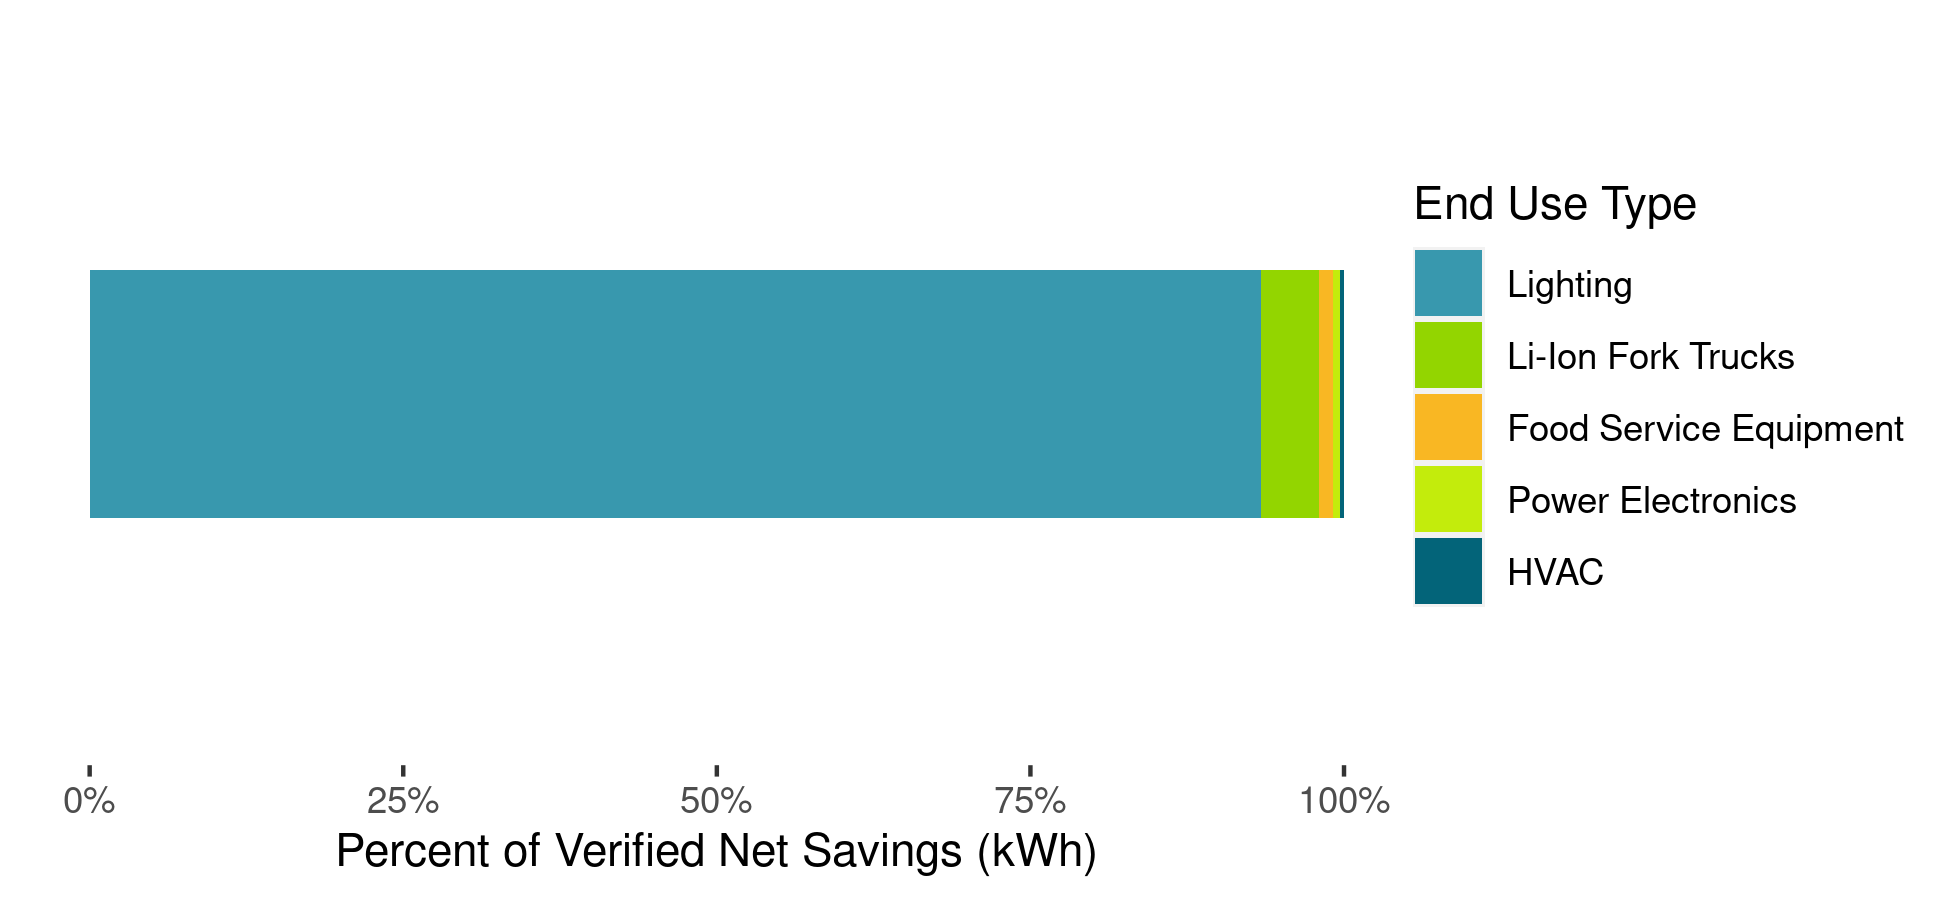 End Use Type
Lighting
Li-Ion Fork Trucks
Food Service Equipment
Power Electronics
HVAC
0% 25% 50% 75% 100%
Percent of Verified Net Savings (kWh)